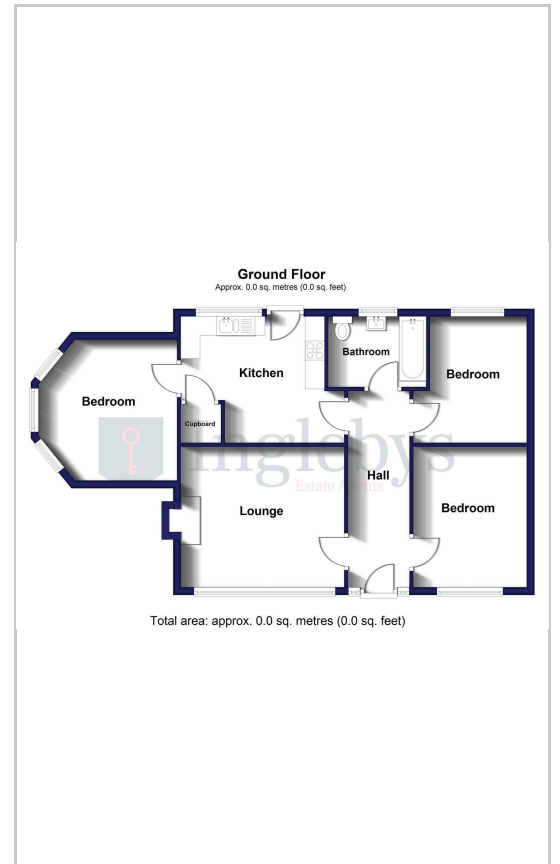 Ground Floor
Approx. 0.0 sq. metres (0.0 sq. feet)
Bathroom
Kitchen
Bedroom
Bedroom
Cupboard
Inglebys
Estate Agents
Hall
Lounge
Bedroom
Total area: approx. 0.0 sq. metres (0.0 sq. feet)